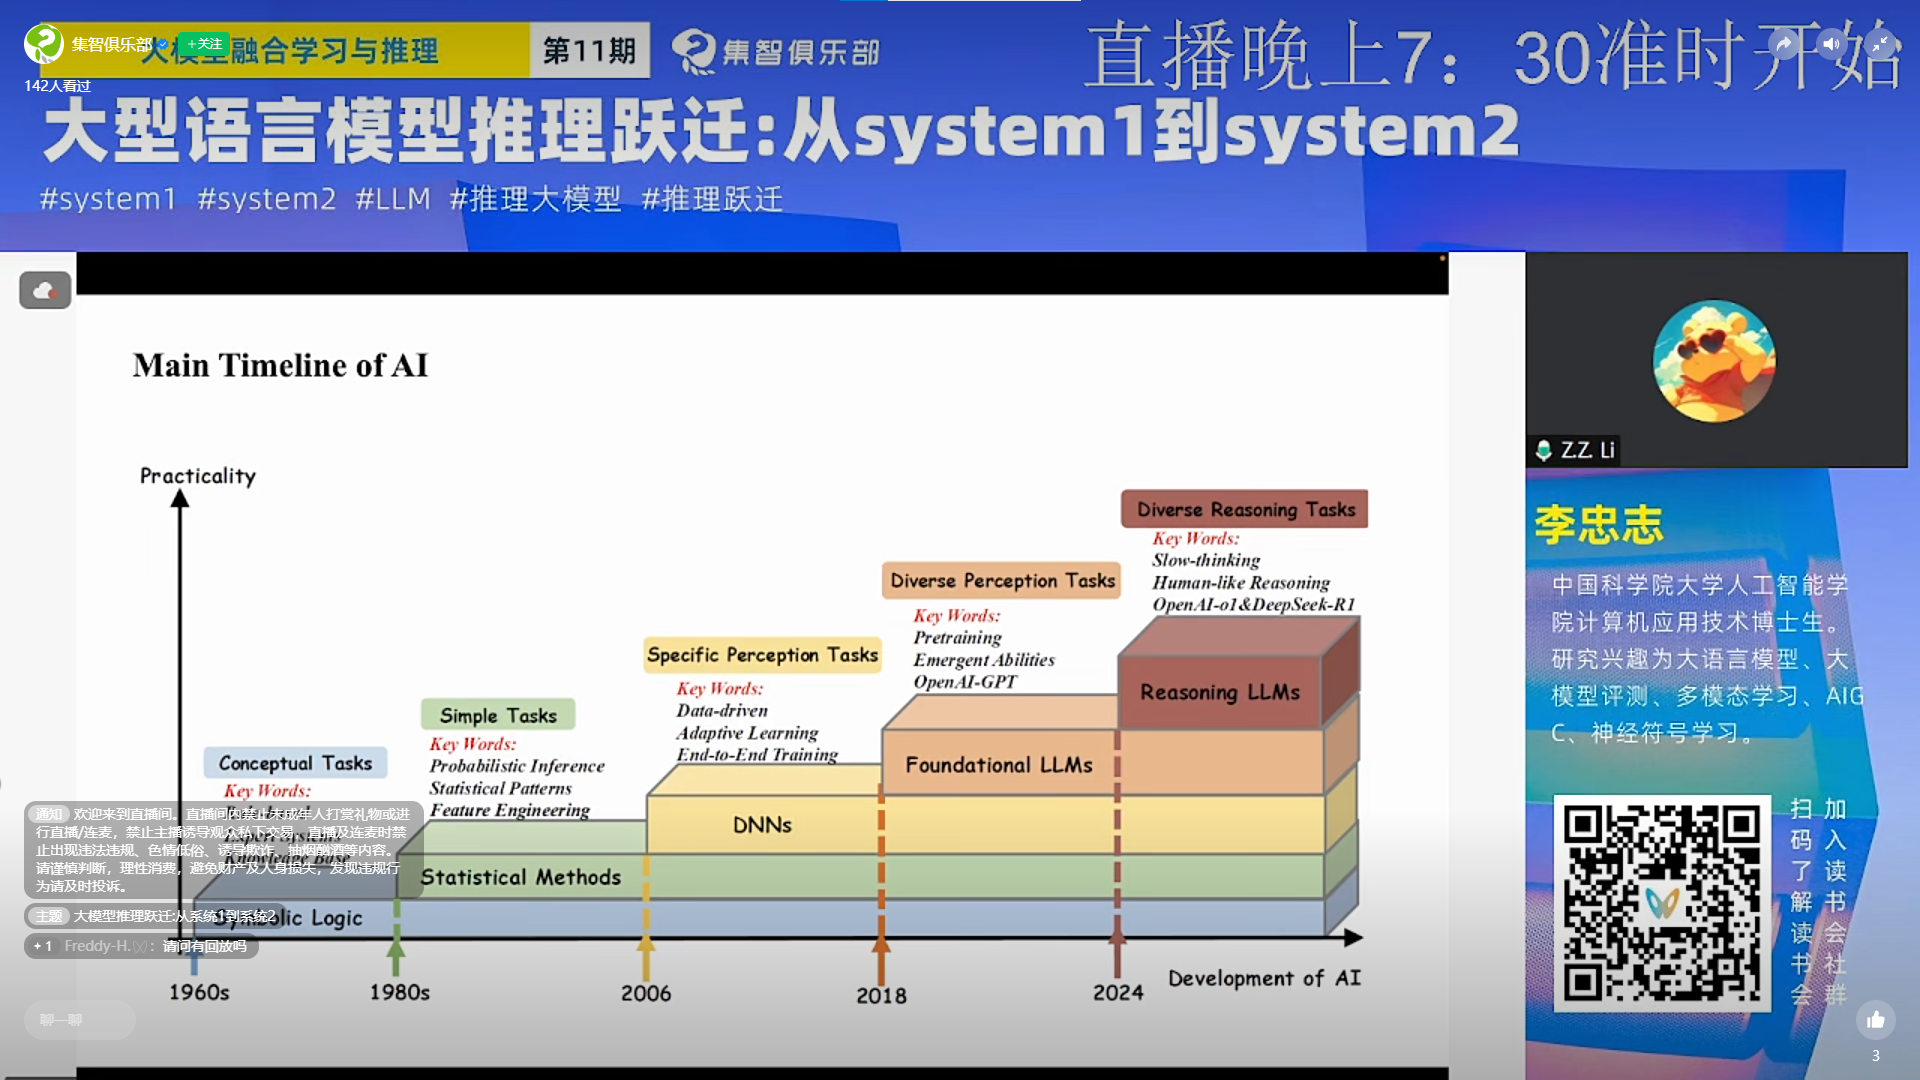 集智俱乐部
+关注
大模型融合学习与推理
第11期
集智俱乐部
直播晚上7：30准时开始
142人看过
大型语言模型推理跃迁:从system1到system2
#system1 #system2 #LLM #推理大模型 #推理跃迁
Main Timeline of AI
Practicality
Diverse Reasoning Tasks
Key Words:
Slow-thinking
Human-like Reasoning
OpenAI-o1&DeepSeek-R1
Reasoning LLMs
Diverse Perception Tasks
Key Words:
Pretraining
Emergent Abilities
OpenAI-GPT
Foundational LLMs
Specific Perception Tasks
Key Words:
Data-driven
Adaptive Learning
End-to-End Training
DNNs
Simple Tasks
Key Words:
Probabilistic Inference
Statistical Patterns
Feature Engineering
Statistical Methods
Conceptual Tasks
Key Words:
Knowledge Base
Symbolic Logic
1960s
1980s
2006
2018
2024
Development of AI
通知 欢迎来到直播间。直播间内禁止未成年人打赏礼物或进
行直播/连麦，禁止主播诱导观众私下交易。直播及连麦时禁
止出现违法违规、色情低俗、诱导欺诈、抽烟酗酒等内容。
请谨慎判断，理性消费，避免财产及人身损失，发现违规行
为请及时投诉。
主题 大模型推理跃迁:从系统1到系统2
+1 Freddy-H.：请问有回放吗
聊一聊
Z.Z. Li
李忠志
中国科学院大学人工智能学
院计算机应用技术博士生。
研究兴趣为大语言模型、大
模型评测、多模态学习、AIG
C、神经符号学习。
扫码了解读书会
加入读书会社群
3